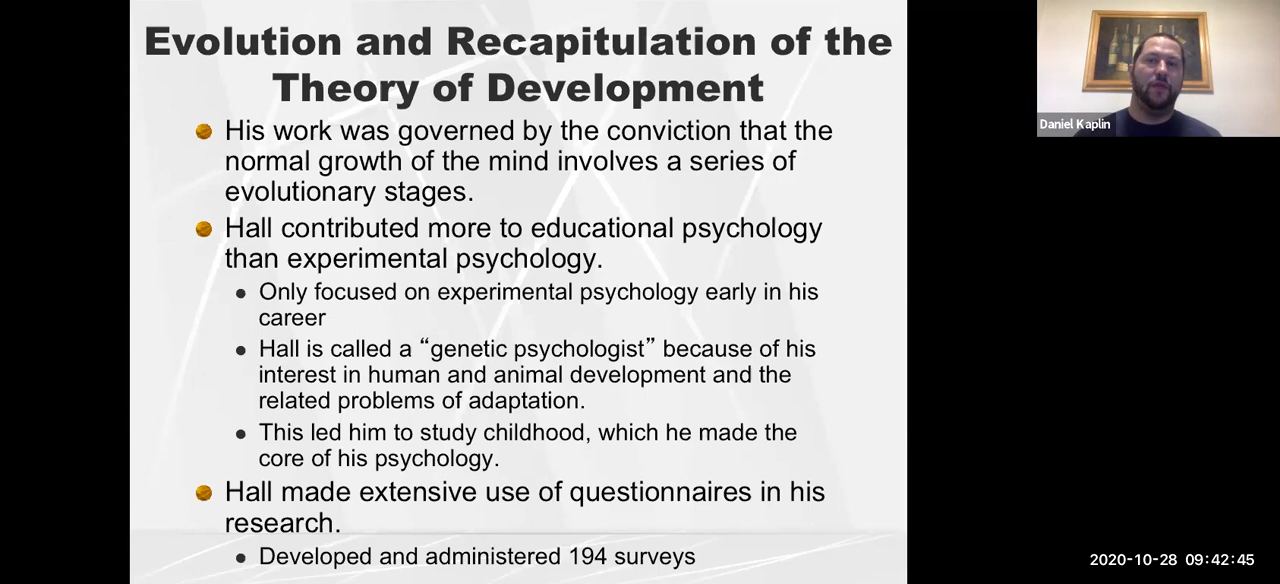 Evolution and Recapitulation of the
Theory of Development
His work was governed by the conviction that the
normal growth of the mind involves a series of
evolutionary stages.
Hall contributed more to educational psychology
than experimental psychology.
Only focused on experimental psychology early in his
career
Hall is called a “genetic psychologist” because of his
interest in human and animal development and the
related problems of adaptation.
This led him to study childhood, which he made the
core of his psychology.
Hall made extensive use of questionnaires in his
research.
Developed and administered 194 surveys
Daniel Kaplin
2020-10-28 09:42:45